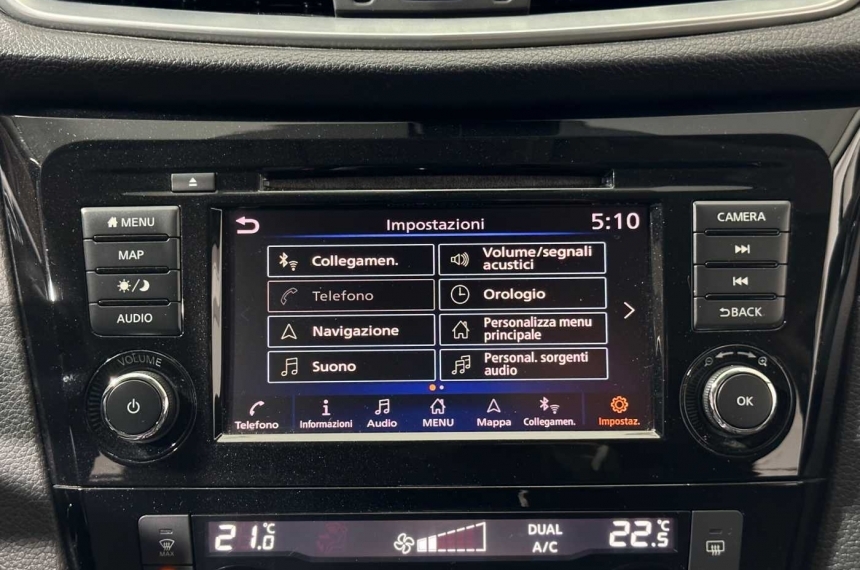 MENU
MAP
AUDIO
VOLUME
Impostazioni
5:10
Collegamen.
Volume/segnali
acustici
Telefono
Orologio
Navigazione
Personalizza menu
principale
Suono
Personal. sorgenti
audio
Telefono
Informazioni
Audio
MENU
Mappa
Collegamen.
Impostaz.
CAMERA
BACK
OK
MAX
21.0°C
DUAL
A/C
22.5°C